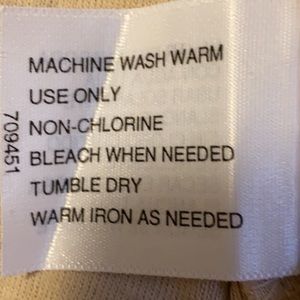 MACHINE WASH WARM
USE ONLY
NON-CHLORINE
BLEACH WHEN NEEDED
TUMBLE DRY
WARM IRON AS NEEDED
709451